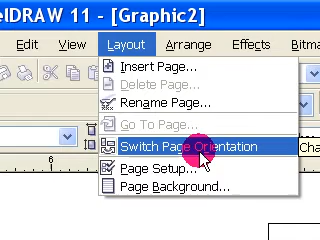 elDRAW 11 - [Graphic2]
Edit View Layout Arrange Effects Bitma
Insert Page...
Delete Page...
Rename Page...
Go To Page...
Switch Page Orientation
Cha
Page Setup...
Page Background...
6